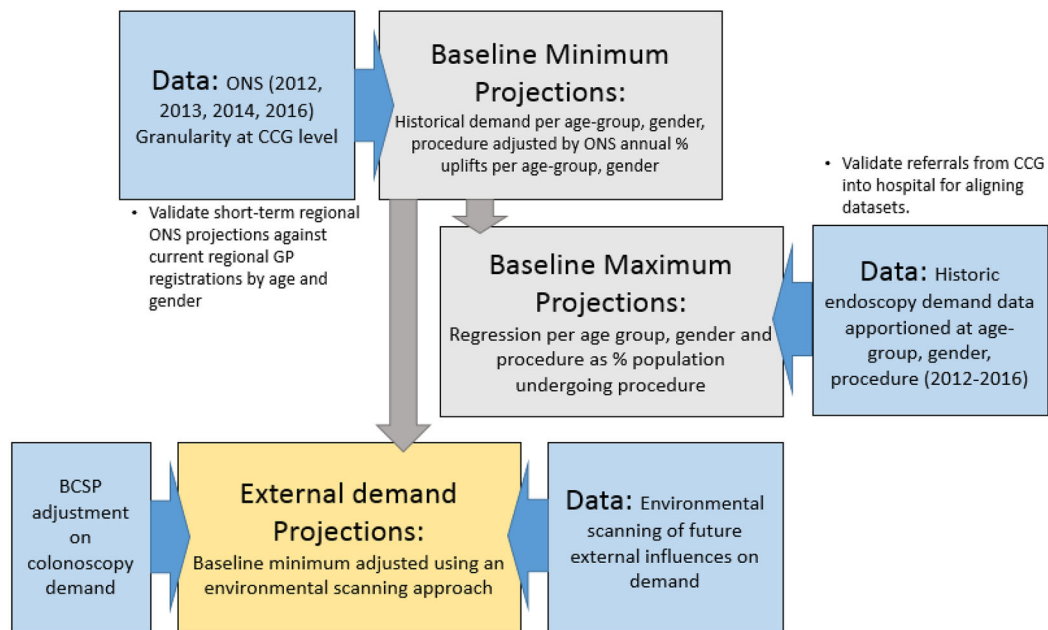 Data: ONS (2012,
2013, 2014, 2016)
Granularity at CCG level
Baseline Minimum
Projections:
Historical demand per age-group, gender,
procedure adjusted by ONS annual %
uplifts per age-group, gender
• Validate short-term regional
ONS projections against
current regional GP
registrations by age and
gender
• Validate referrals from CCG
into hospital for aligning
datasets.
Baseline Maximum
Projections:
Regression per age group, gender and
procedure as % population
undergoing procedure
Data: Historic
endoscopy demand data
apportioned at age-
group, gender,
procedure (2012-2016)
BCSP
adjustment
on
colonoscopy
demand
External demand
Projections:
Baseline minimum adjusted using an
environmental scanning approach
Data: Environmental
scanning of future
external influences on
demand